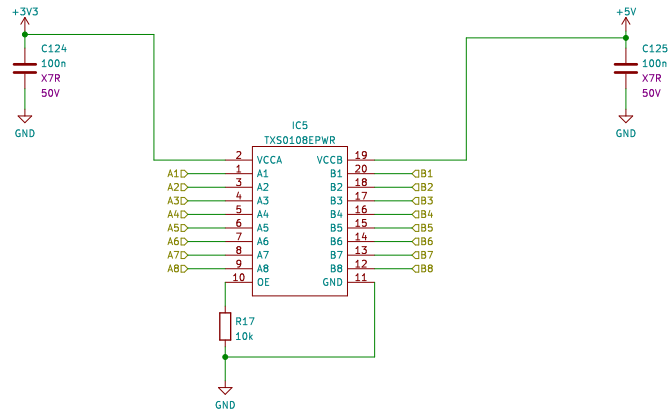 +3V3
+5V
C124
100n
X7R
50V
GND
C125
100n
X7R
50V
GND
IC5
TXS0108EPWR
2 VCCA VCCB 19
A1 1 A1 B1 20 B1
A2 3 A2 B2 18 B2
A3 4 A3 B3 17 B3
A4 5 A4 B4 16 B4
A5 6 A5 B5 15 B5
A6 7 A6 B6 14 B6
A7 8 A7 B7 13 B7
A8 9 A8 B8 12 B8
10 OE GND 11
R17
10k
GND